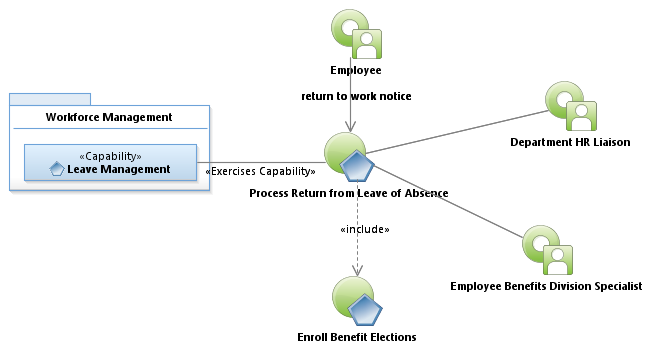 Employee
return to work notice
Workforce Management
Department HR Liaison
«Capability»
Leave Management
«Exercises Capability»
Process Return from Leave of Absence
«include»
Employee Benefits Division Specialist
Enroll Benefit Elections